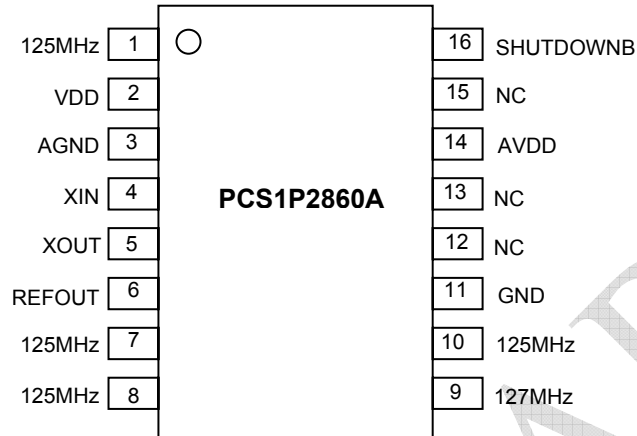 125MHz 1 16 SHUTDOWNB
VDD 2 15 NC
AGND 3 14 AVDD
XIN 4 PCS1P2860A 13 NC
XOUT 5 12 NC
REFOUT 6 11 GND
125MHz 7 10 125MHz
125MHz 8 9 127MHz